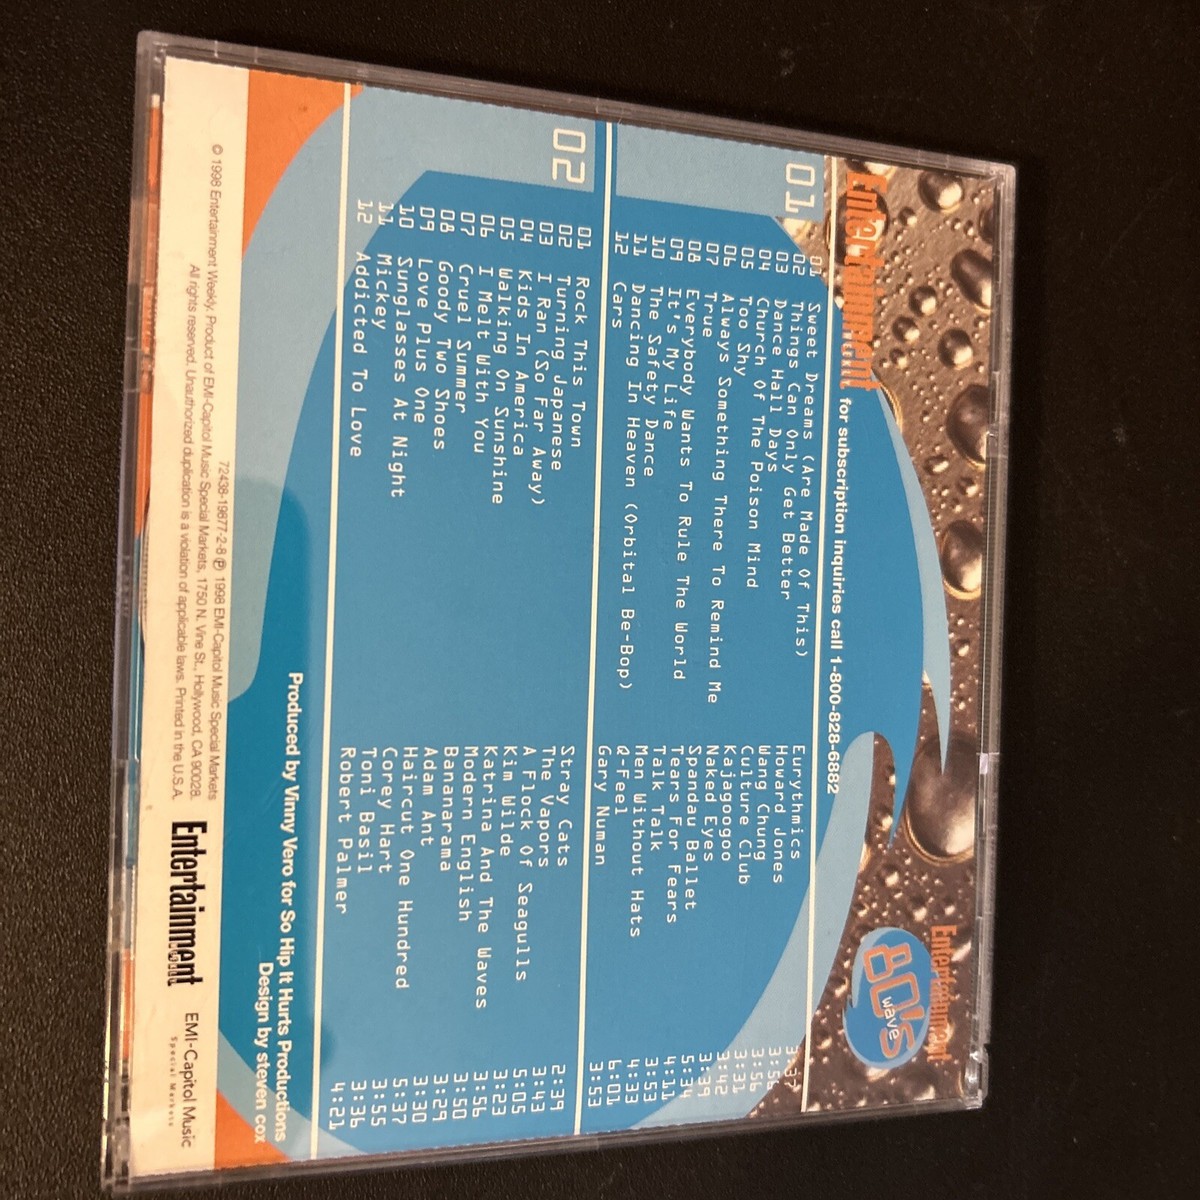 Entertainment for subscription inquiries call 1-800-828-6882
Entertainment
80's
wave
01
01 Sweet Dreams (Are Made Of This) Eurythmics 3:37
02 Things Can Only Get Better Howard Jones 3:56
03 Dance Hall Days Wang Chung 3:56
04 Church Of The Poison Mind Culture Club 3:31
05 Too Shy Kajagoogoo 3:42
06 Always Something There To Remind Me Naked Eyes 3:39
07 True Spandau Ballet 5:34
08 Everybody Wants To Rule The World Tears For Fears 4:11
09 It's My Life Talk Talk 3:53
10 The Safety Dance Men Without Hats 4:33
11 Dancing In Heaven (Orbital Be-Bop) Q-Feel 6:01
12 Cars Gary Numan 3:53
02
01 Rock This Town Stray Cats 2:39
02 Turning Japanese The Vapors 3:43
03 I Ran (So Far Away) A Flock Of Seagulls 5:05
04 Kids In America Kim Wilde 3:23
05 Walking On Sunshine Katrina And The Waves 3:56
06 I Melt With You Modern English 3:50
07 Cruel Summer Bananarama 3:29
08 Goody Two Shoes Adam Ant 3:30
09 Love Plus One Haircut One Hundred 5:37
10 Sunglasses At Night Corey Hart 3:55
11 Mickey Toni Basil 3:36
12 Addicted To Love Robert Palmer 4:21
Produced by Vinny Vero for So Hip It Hurts Productions
Design by steven cox
72438-19677-2-8 ℗ 1998 EMI-Capitol Music Special Markets
© 1998 Entertainment Weekly. Product of EMI-Capitol Music Special Markets, 1750 N. Vine St., Hollywood, CA 90028.
All rights reserved. Unauthorized duplication is a violation of applicable laws. Printed in the U.S.A.
Entertainment
EMI-Capitol Music
Special Markets